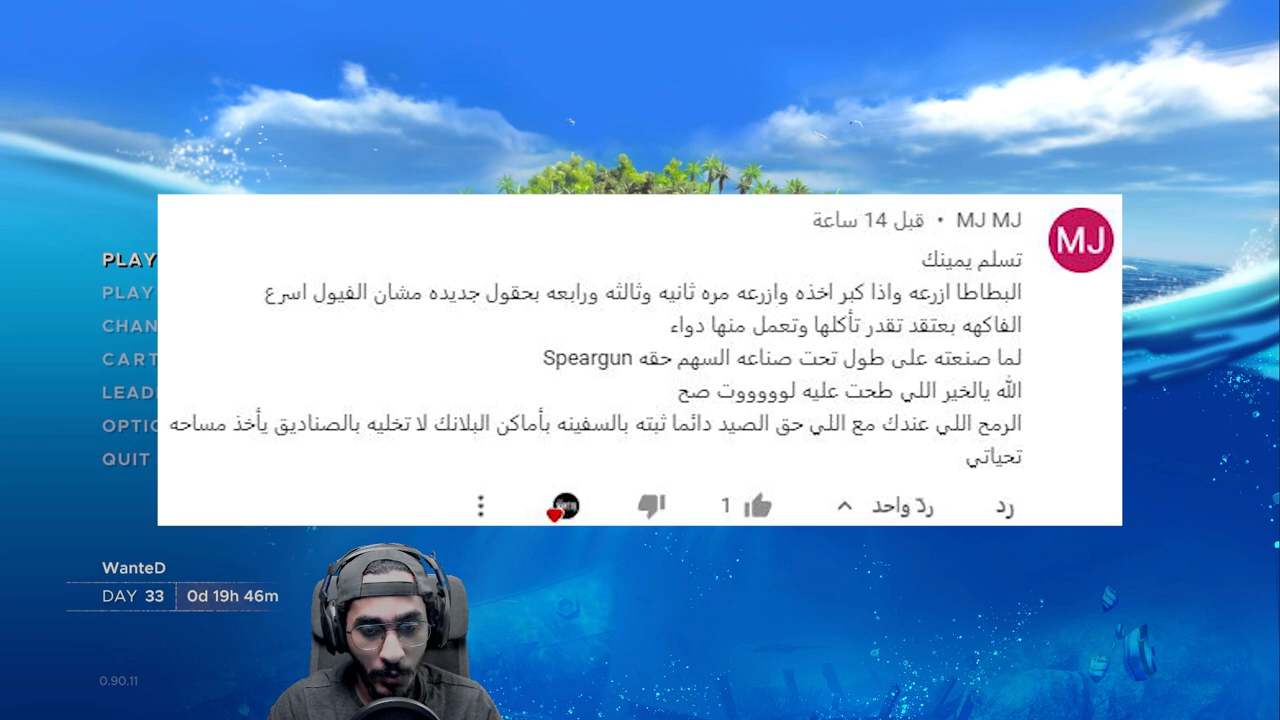 MJ
MJ MJ • قبل 14 ساعة
تسلم يمينك
البطاطا ازرعه واذا كبر اخذه وازرعه مره ثانيه وثالثه ورابعه بحقول جديده مشان الفيول اسرع
الفاكهه بعتقد تقدر تأكلها وتعمل منها دواء
لما صنعته على طول تحت صناعه السهم حقه Speargun
الله يالخير اللي طحت عليه لووووووت صح
الرمح اللي عندك مع اللي حق الصيد دائما ثبته بالسفينه بأماكن البلانك لا تخليه بالصناديق يأخذ مساحه
تحياتي
رد
ردّ واحد
1
PLAY
PLAY
CHAN
CART
LEAD
OPTIO
QUIT
WanteD
DAY 33
0d 19h 46m
0.90.11